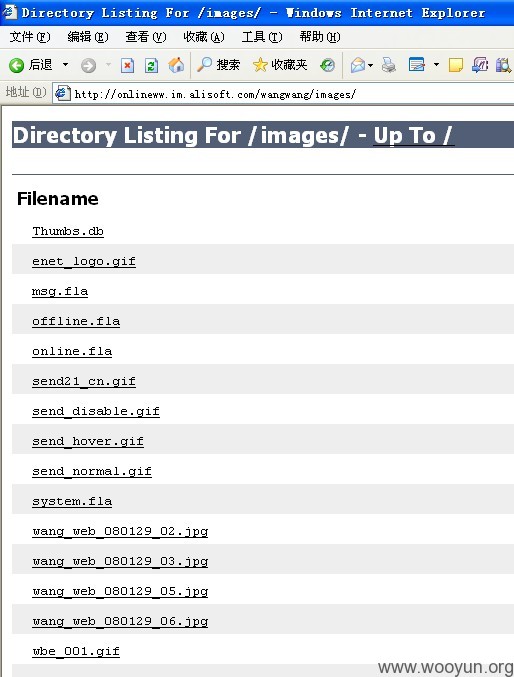 Directory Listing For /images/ - Windows Internet Explorer
文件(F) 编辑(E) 查看(V) 收藏(A) 工具(T) 帮助(H)
后退 搜索 收藏夹
地址(D) http://onlineww.im.alisoft.com/wangwang/images/
Directory Listing For /images/ - Up To /
Filename
Thumbs.db
enet_logo.gif
msg.fla
offline.fla
online.fla
send21_cn.gif
send_disable.gif
send_hover.gif
send_normal.gif
system.fla
wang_web_080129_02.jpg
wang_web_080129_03.jpg
wang_web_080129_05.jpg
wang_web_080129_06.jpg
wbe_001.gif
www.wooyun.org